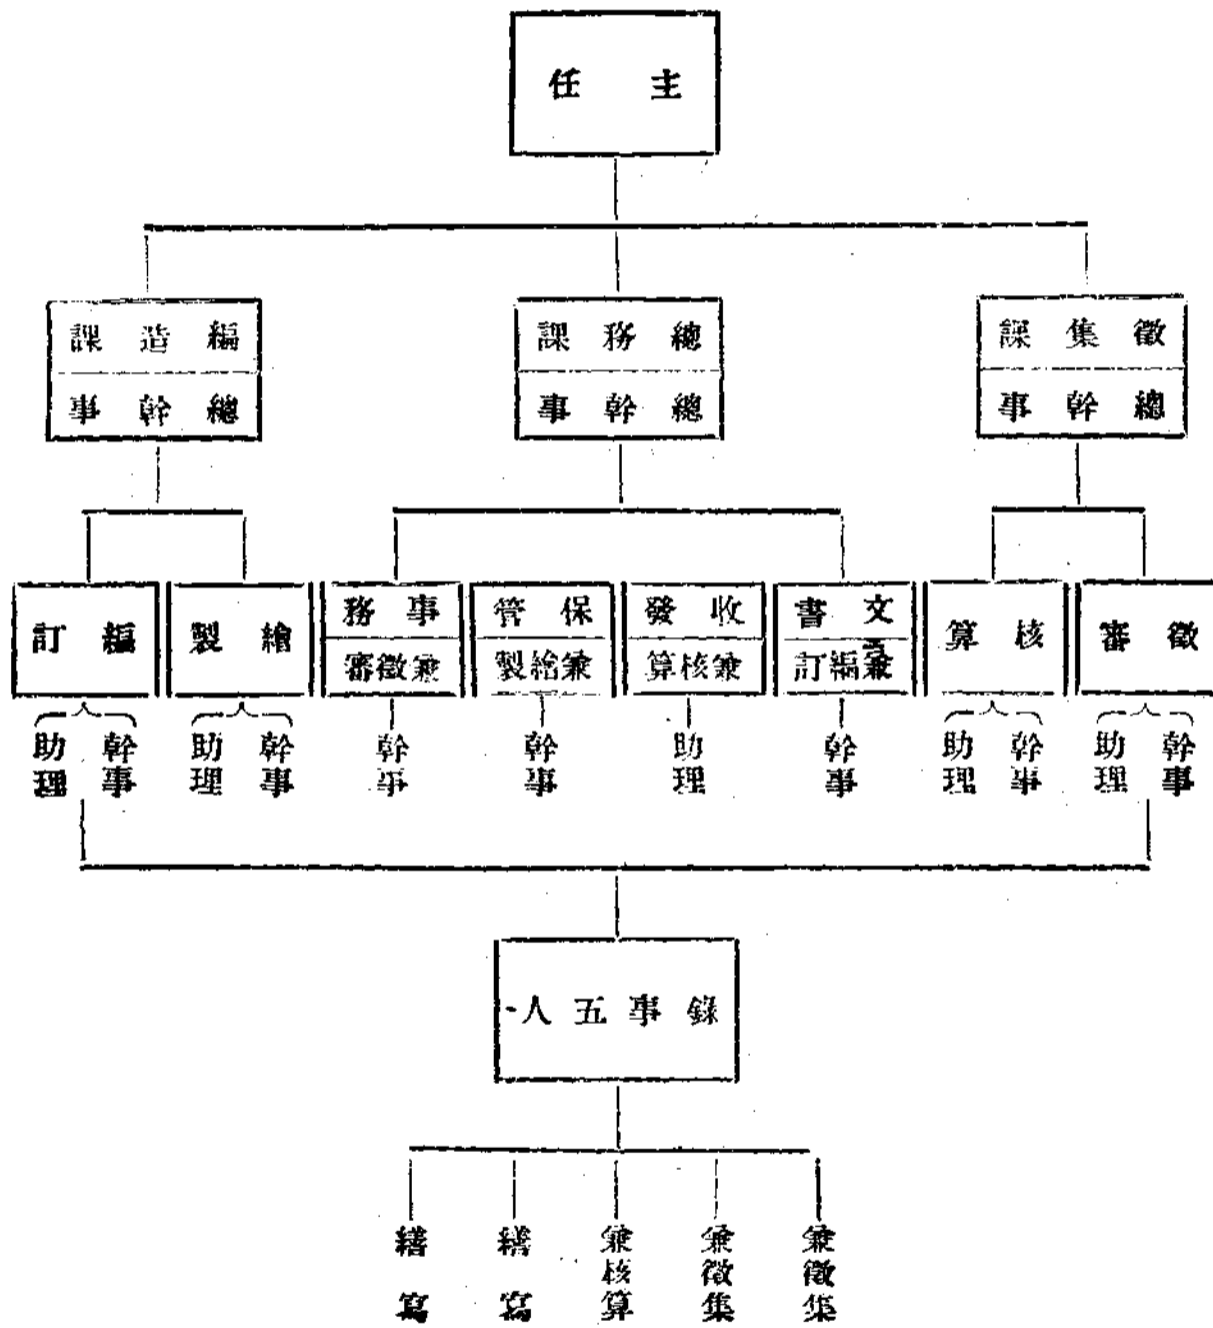 主任
徵集課
總幹事
總務課
總幹事
編造課
總幹事
徵審
幹事
助理
核算
幹事
助理
文書
兼編訂
幹事
收發
兼核算
助理
保管
兼繪製
幹事
事務
兼徵審
幹事
繪製
幹事
助理
編訂
幹事
助理
錄事五人
兼徵集
兼徵集
兼核算
繕寫
繕寫